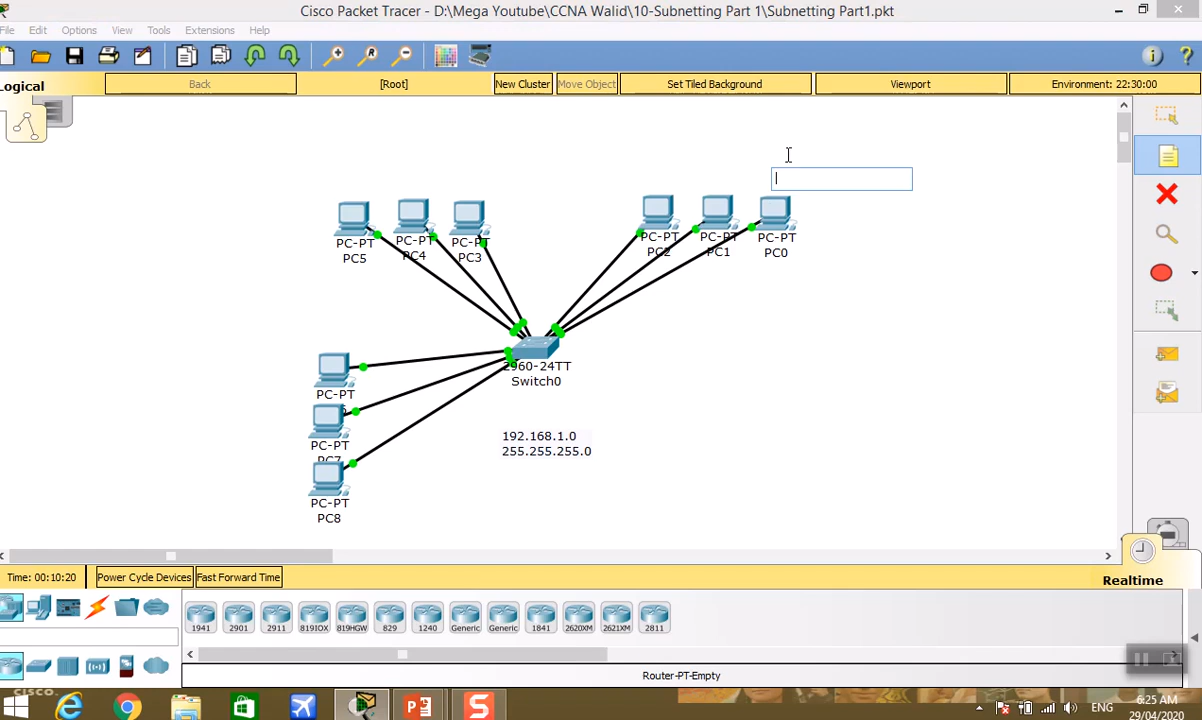 Cisco Packet Tracer - D:\Mega Youtube\CCNA Walid\10-Subnetting Part 1\Subnetting Part1.pkt
File Edit Options View Tools Extensions Help
Logical Back [Root] New Cluster Move Object Set Tiled Background Viewport Environment: 22:30:00
PC-PT
PC5
PC-PT
PC4
PC-PT
PC3
PC-PT
PC2
PC-PT
PC1
PC-PT
PC0
2960-24TT
Switch0
PC-PT
PC-PT
PC7
PC-PT
PC8
192.168.1.0
255.255.255.0
Time: 00:10:20 Power Cycle Devices Fast Forward Time
Realtime
1941 2901 2911 819IOX 819HGW 829 1240 Generic Generic 1841 2620XM 2621XM 2811
Router-PT-Empty
CISCO
ENG
6:25 AM
29/04/2020